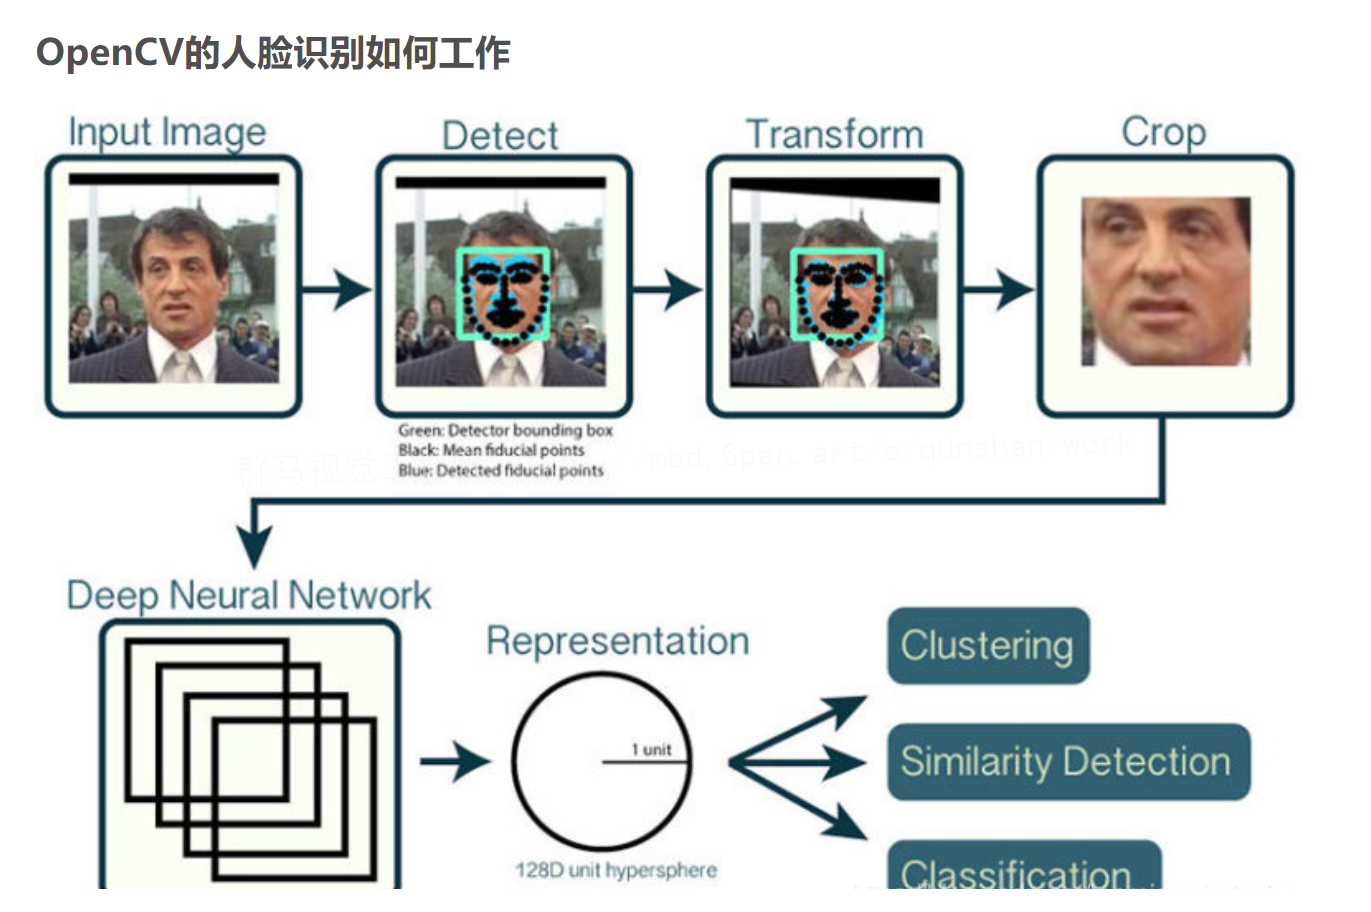 OpenCV的人脸识别如何工作
Input Image
Detect
Transform
Crop
Green: Detector bounding box
Black: Mean fiducial points
Blue: Detected fiducial points
群马视觉 //mbd.6pen.art/o/qunshan/work
Deep Neural Network
Representation
1 unit
128D unit hypersphere
Clustering
Similarity Detection
Classification